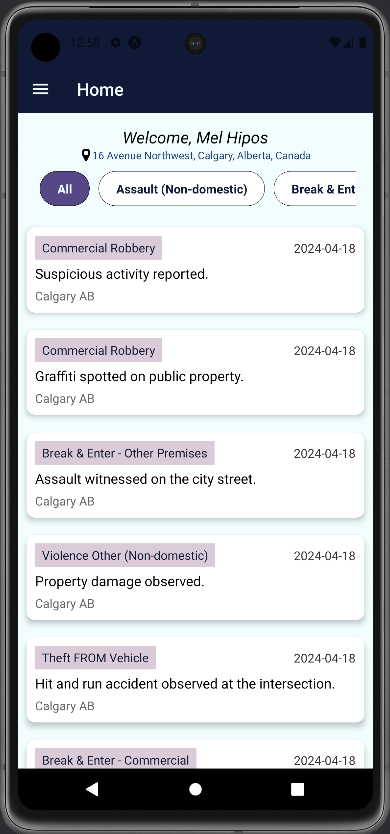 12:58
Home
Welcome, Mel Hipos
16 Avenue Northwest, Calgary, Alberta, Canada
All Assault (Non-domestic) Break & Ent
Commercial Robbery 2024-04-18
Suspicious activity reported.
Calgary AB
Commercial Robbery 2024-04-18
Graffiti spotted on public property.
Calgary AB
Break & Enter - Other Premises 2024-04-18
Assault witnessed on the city street.
Calgary AB
Violence Other (Non-domestic) 2024-04-18
Property damage observed.
Calgary AB
Theft FROM Vehicle 2024-04-18
Hit and run accident observed at the intersection.
Calgary AB
Break & Enter - Commercial 2024-04-18